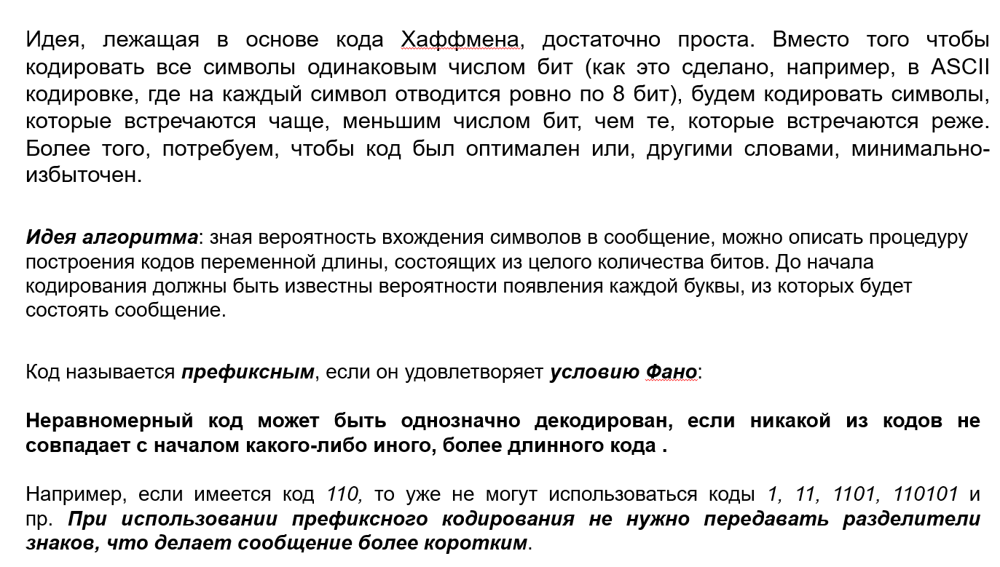 Идея, лежащая в основе кода Хаффмена, достаточно проста. Вместо того чтобы
кодировать все символы одинаковым числом бит (как это сделано, например, в ASCII
кодировке, где на каждый символ отводится ровно по 8 бит), будем кодировать символы,
которые встречаются чаще, меньшим числом бит, чем те, которые встречаются реже.
Более того, потребуем, чтобы код был оптимален или, другими словами, минимально-
избыточен.
Идея алгоритма: зная вероятность вхождения символов в сообщение, можно описать процедуру
построения кодов переменной длины, состоящих из целого количества битов. До начала
кодирования должны быть известны вероятности появления каждой буквы, из которых будет
состоять сообщение.
Код называется префиксным, если он удовлетворяет условию Фано:
Неравномерный код может быть однозначно декодирован, если никакой из кодов не
совпадает с началом какого-либо иного, более длинного кода .
Например, если имеется код 110, то уже не могут использоваться коды 1, 11, 1101, 110101 и
пр. При использовании префиксного кодирования не нужно передавать разделители
знаков, что делает сообщение более коротким.